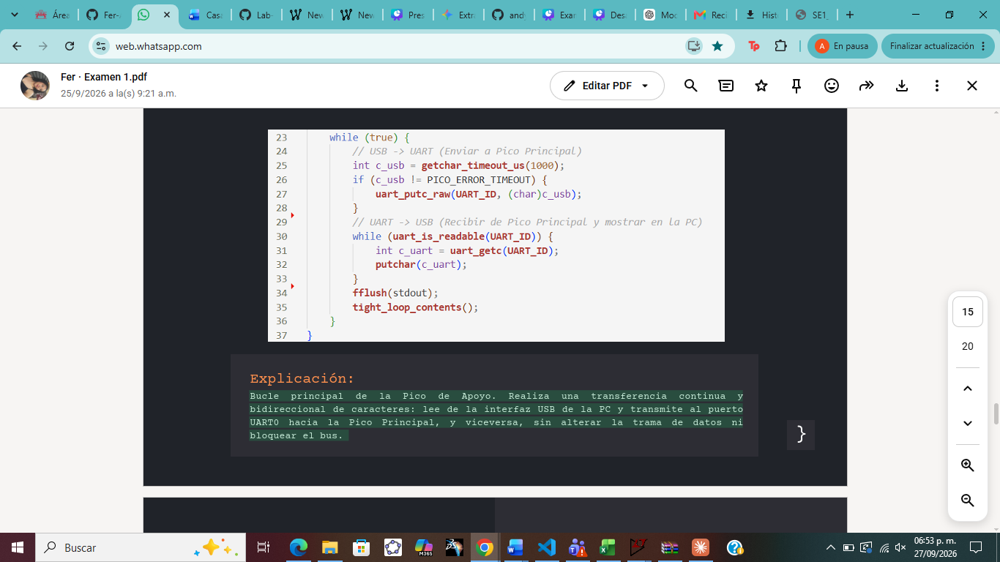 Área
Fer-
Casa
Lab-
New
New
Pres
Extra
and
Exar
Desa
Moc
Reci
Hist
SE1_
web.whatsapp.com
A
En pausa
Finalizar actualización
Fer · Examen 1.pdf
25/9/2026 a la(s) 9:21 a.m.
Editar PDF
23 while (true) {
24 // USB -> UART (Enviar a Pico Principal)
25 int c_usb = getchar_timeout_us(1000);
26 if (c_usb != PICO_ERROR_TIMEOUT) {
27 uart_putc_raw(UART_ID, (char)c_usb);
28 }
29 // UART -> USB (Recibir de Pico Principal y mostrar en la PC)
30 while (uart_is_readable(UART_ID)) {
31 int c_uart = uart_getc(UART_ID);
32 putchar(c_uart);
33 }
34 fflush(stdout);
35 tight_loop_contents();
36 }
37 }
Explicación:
Bucle principal de la Pico de Apoyo. Realiza una transferencia continua y
bidireccional de caracteres: lee de la interfaz USB de la PC y transmite al puerto
UART0 hacia la Pico Principal, y viceversa, sin alterar la trama de datos ni
bloquear el bus.
}
15
20
Buscar
M365
06:53 p. m.
27/09/2026